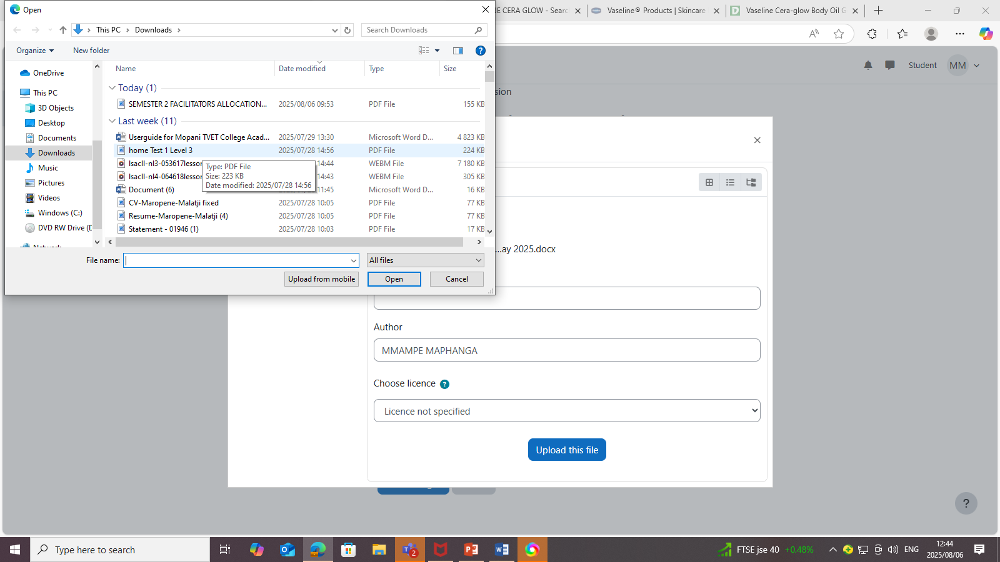 Open
NE CERA GLOW - Searc
Vaseline® Products | Skincare
Vaseline Cera-glow Body Oil G
This PC
Downloads
Search Downloads
Organize
New folder
Student
MM
sion
Name
Date modified
Type
Size
OneDrive
This PC
3D Objects
Desktop
Documents
Downloads
Music
Pictures
Videos
Windows (C:)
DVD RW Drive (D
Today (1)
SEMESTER 2 FACILITATORS ALLOCATION... 2025/08/06 09:53 PDF File 155 KB
Last week (11)
Userguide for Mopani TVET College Acad... 2025/07/29 13:30 Microsoft Word D... 4 823 KB
home Test 1 Level 3 2025/07/28 14:56 PDF File 224 KB
lsacll-nl3-053617lesson 14:44 WEBM File 7 180 KB
lsacll-nl4-064618lesson 14:43 WEBM File 305 KB
Document (6) 11:45 Microsoft Word D... 16 KB
CV-Maropene-Malatji fixed 2025/07/28 10:05 PDF File 77 KB
Resume-Maropene-Malatji (4) 2025/07/28 10:05 PDF File 77 KB
Statement - 01946 (1) 2025/07/28 10:03 PDF File 17 KB
Type: PDF File
Size: 223 KB
Date modified: 2025/07/28 14:56
File name:
All files
Upload from mobile
Open
Cancel
...ay 2025.docx
Author
MMAMPE MAPHANGA
Choose licence ?
Licence not specified
Upload this file
?
Type here to search
2
FTSE jse 40 +0,48%
ENG
12:44
2025/08/06